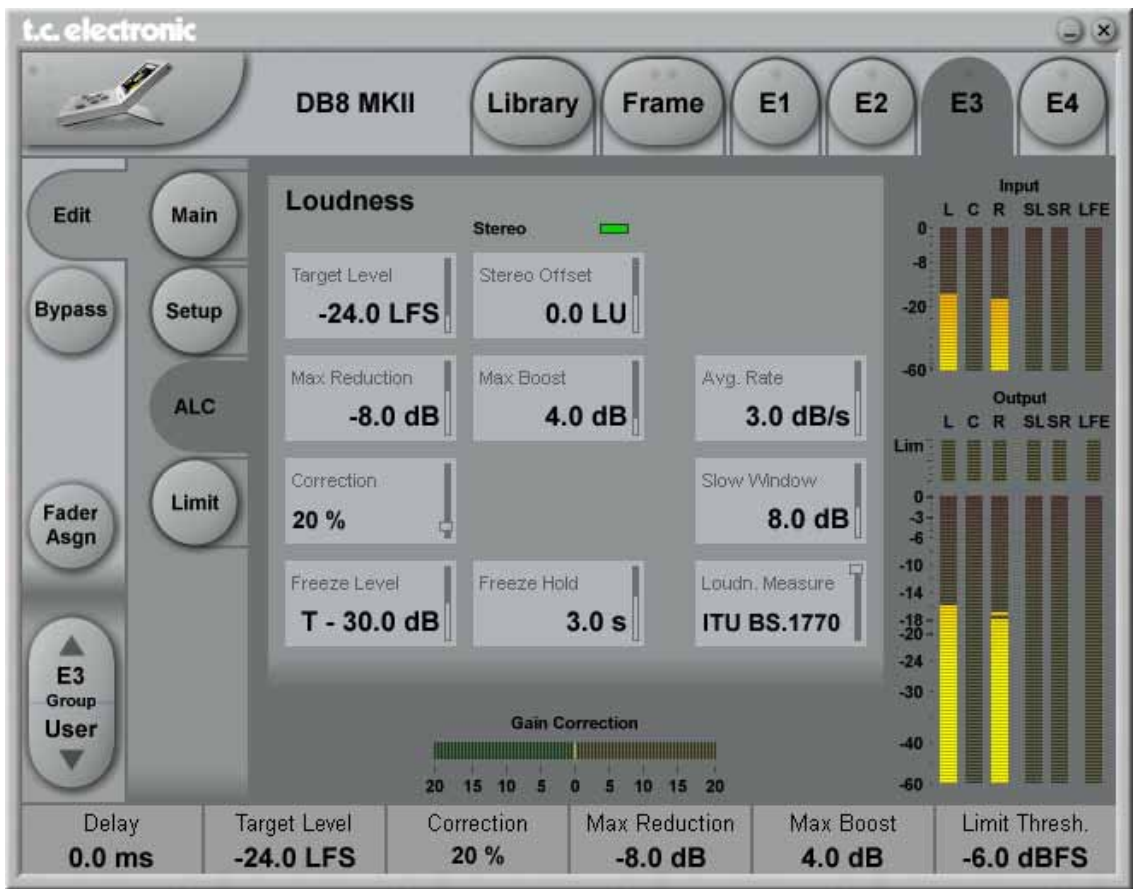 t.c. electronic
DB8 MKII
Library
Frame
E1
E2
E3
E4
Edit
Bypass
Fader
Asgn
E3
Group
User
Main
Setup
ALC
Limit
Loudness
Stereo
Target Level
-24.0 LFS
Stereo Offset
0.0 LU
Max Reduction
-8.0 dB
Max Boost
4.0 dB
Avg. Rate
3.0 dB/s
Correction
20 %
Slow Window
8.0 dB
Freeze Level
T - 30.0 dB
Freeze Hold
3.0 s
Loudn. Measure
ITU BS.1770
Gain Correction
20 15 10 5 0 5 10 15 20
Input
L C R SL SR LFE
0
-8
-20
-60
Output
L C R SL SR LFE
Lim
0
-3
-6
-10
-14
-18
-20
-24
-30
-40
-60
Delay
0.0 ms
Target Level
-24.0 LFS
Correction
20 %
Max Reduction
-8.0 dB
Max Boost
4.0 dB
Limit Thresh.
-6.0 dBFS